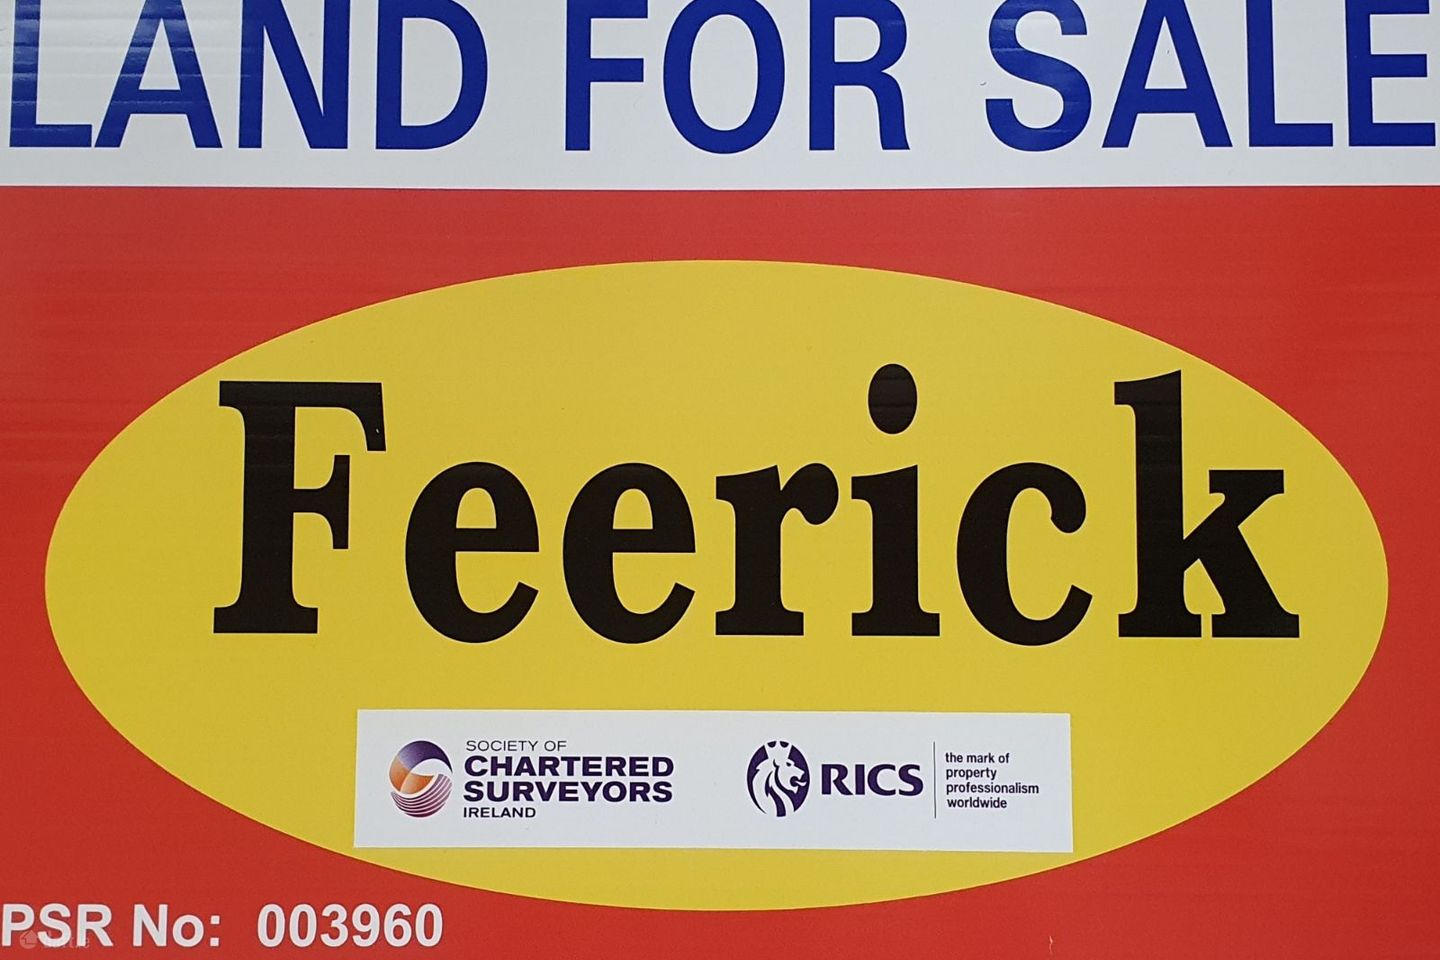 LAND FOR SALE
Feerick
SOCIETY OF
CHARTERED
SURVEYORS
IRELAND
RICS
the mark of
property
professionalism
worldwide
PSR No: 003960